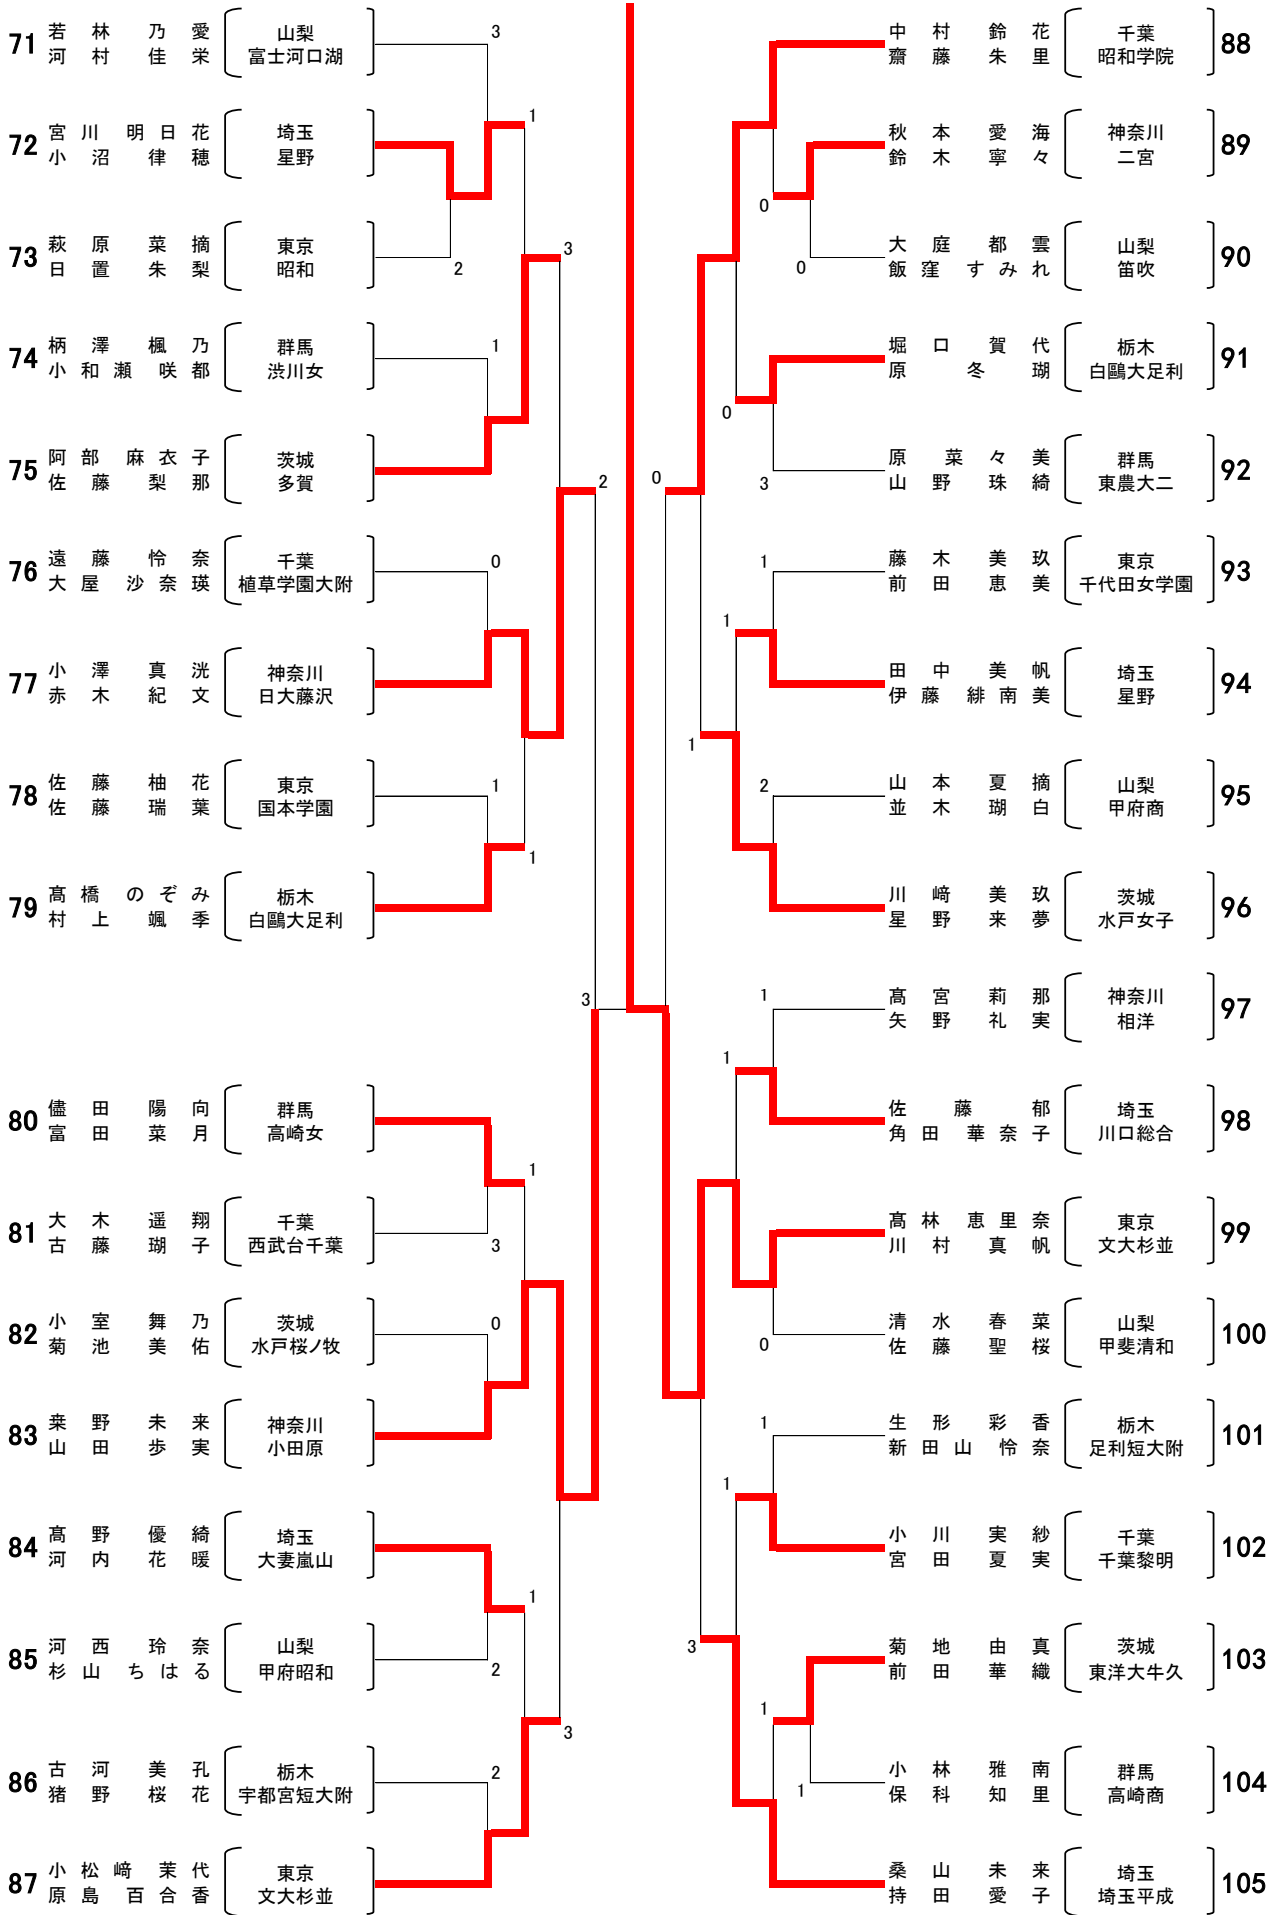 71 若林乃愛 河村佳栄 山梨 富士河口湖 3
72 宮川明日花 小沼律穂 埼玉 星野 1
73 萩原菜摘 日置朱梨 東京 昭和 2
3
74 柄澤楓乃 小和瀬咲都 群馬 渋川女 1
75 阿部麻衣子 佐藤梨那 茨城 多賀
2
76 遠藤怜奈 大屋沙奈瑛 千葉 植草学園大附 0
77 小澤真洸 赤木紀文 神奈川 日大藤沢
78 佐藤柚花 佐藤瑞葉 東京 国本学園 1
1
79 髙橋のぞみ 村上颯季 栃木 白鷗大足利
3
80 儘田陽向 富田菜月 群馬 高崎女
1
81 大木遥翔 古藤瑚子 千葉 西武台千葉 3
82 小室舞乃 菊池美佑 茨城 水戸桜ノ牧 0
83 桒野未来 山田歩実 神奈川 小田原
84 髙野優綺 河内花暖 埼玉 大妻嵐山
1
85 河西玲奈 杉山ちはる 山梨 甲府昭和 2
3
86 古河美孔 猪野桜花 栃木 宇都宮短大附 2
87 小松﨑茉代 原島百合香 東京 文大杉並
中村鈴花 齋藤朱里 千葉 昭和学院 88
秋本愛海 鈴木寧々 神奈川 二宮 89
0
0 大庭都雲 飯窪すみれ 山梨 笛吹 90
堀口賀代 原冬瑚 栃木 白鷗大足利 91
0
3 原菜々美 山野珠綺 群馬 東農大二 92
0
1 藤木美玖 前田恵美 東京 千代田女学園 93
1
田中美帆 伊藤緋南美 埼玉 星野 94
1
2 山本夏摘 並木瑚白 山梨 甲府商 95
川﨑美玖 星野来夢 茨城 水戸女子 96
1 髙宮莉那 矢野礼実 神奈川 相洋 97
1
佐藤郁 角田華奈子 埼玉 川口総合 98
髙林恵里奈 川村真帆 東京 文大杉並 99
0 清水春菜 佐藤聖桜 山梨 甲斐清和 100
1 生形彩香 新田山怜奈 栃木 足利短大附 101
1
小川実紗 宮田夏実 千葉 千葉黎明 102
3
菊地由真 前田華織 茨城 東洋大牛久 103
1
1 小林雅南 保科知里 群馬 高崎商 104
桑山未来 持田愛子 埼玉 埼玉平成 105